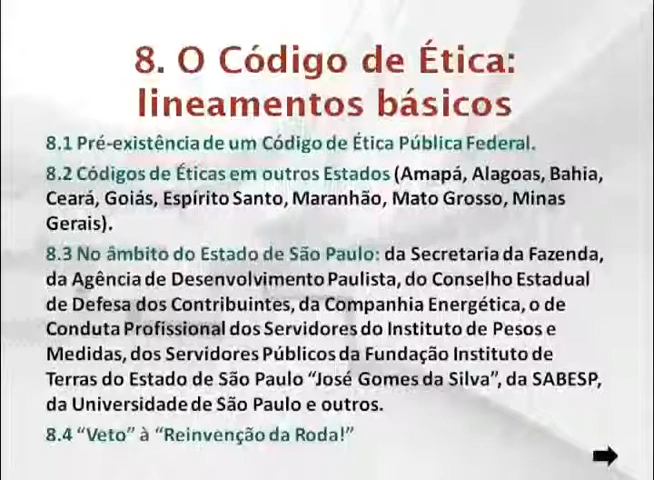 8. O Código de Ética:
lineamentos básicos
8.1 Pré-existência de um Código de Ética Pública Federal.
8.2 Códigos de Éticas em outros Estados (Amapá, Alagoas, Bahia,
Ceará, Goiás, Espírito Santo, Maranhão, Mato Grosso, Minas
Gerais).
8.3 No âmbito do Estado de São Paulo: da Secretaria da Fazenda,
da Agência de Desenvolvimento Paulista, do Conselho Estadual
de Defesa dos Contribuintes, da Companhia Energética, o de
Conduta Profissional dos Servidores do Instituto de Pesos e
Medidas, dos Servidores Públicos da Fundação Instituto de
Terras do Estado de São Paulo “José Gomes da Silva”, da SABESP,
da Universidade de São Paulo e outros.
8.4 “Veto” à “Reinvenção da Roda!”